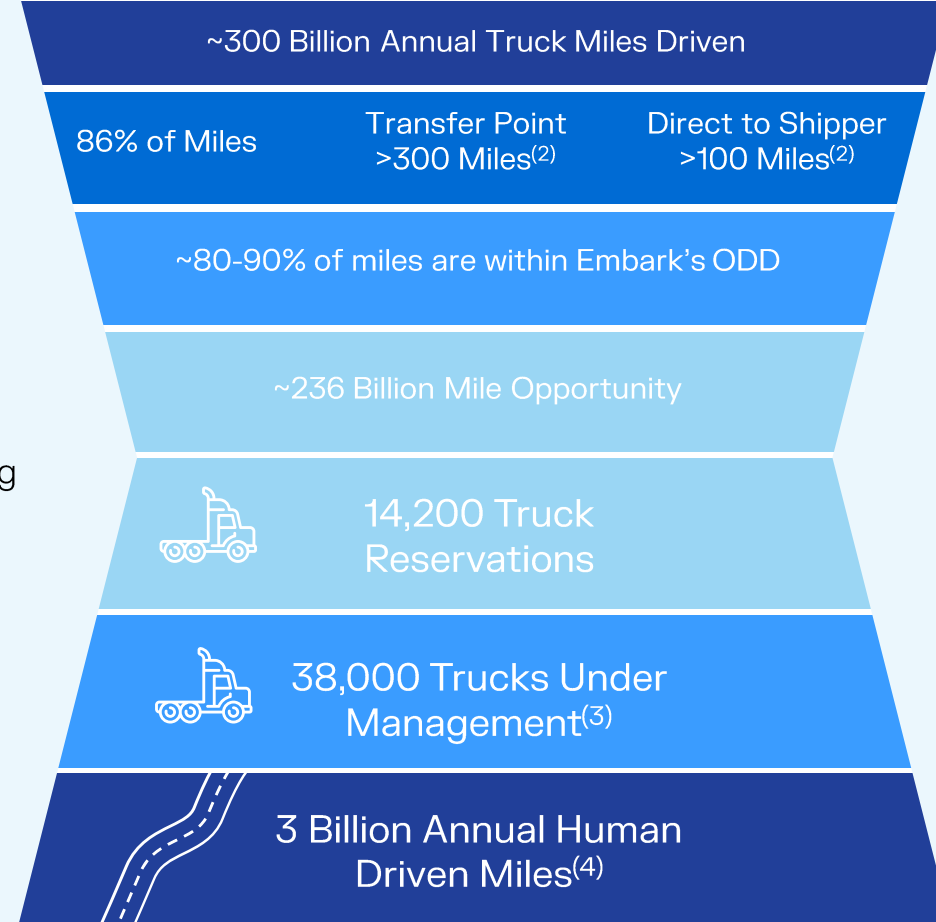 ~300 Billion Annual Truck Miles Driven
86% of Miles
Transfer Point
>300 Miles(2)
Direct to Shipper
>100 Miles(2)
~80-90% of miles are within Embark’s ODD
~236 Billion Mile Opportunity
g
14,200 Truck
Reservations
38,000 Trucks Under
Management(3)
3 Billion Annual Human
Driven Miles(4)